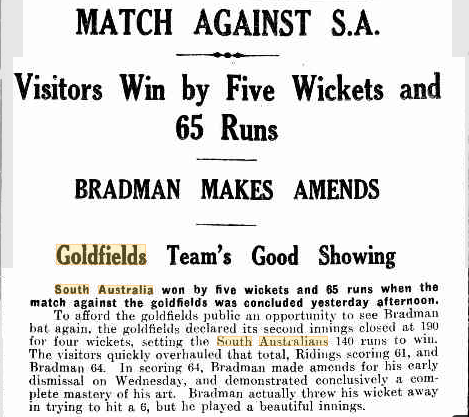 MATCH AGAINST S.A.
Visitors Win by Five Wickets and
65 Runs
BRADMAN MAKES AMENDS
Goldfields Team's Good Showing
South Australia won by five wickets and 65 runs when the
match against the goldfields was concluded yesterday afternoon.
To afford the goldfields public an opportunity to see Bradman
bat again, the goldfields declared its second innings closed at 190
for four wickets, setting the South Australians 140 runs to win.
The visitors quickly overhauled that total, Ridings scoring 61, and
Bradman 64. In scoring 64, Bradman made amends for his early
dismissal on Wednesday, and demonstrated conclusively a com-
plete mastery of his art. Bradman actually threw his wicket away
in trying to hit a 6, but he played a beautiful innings.